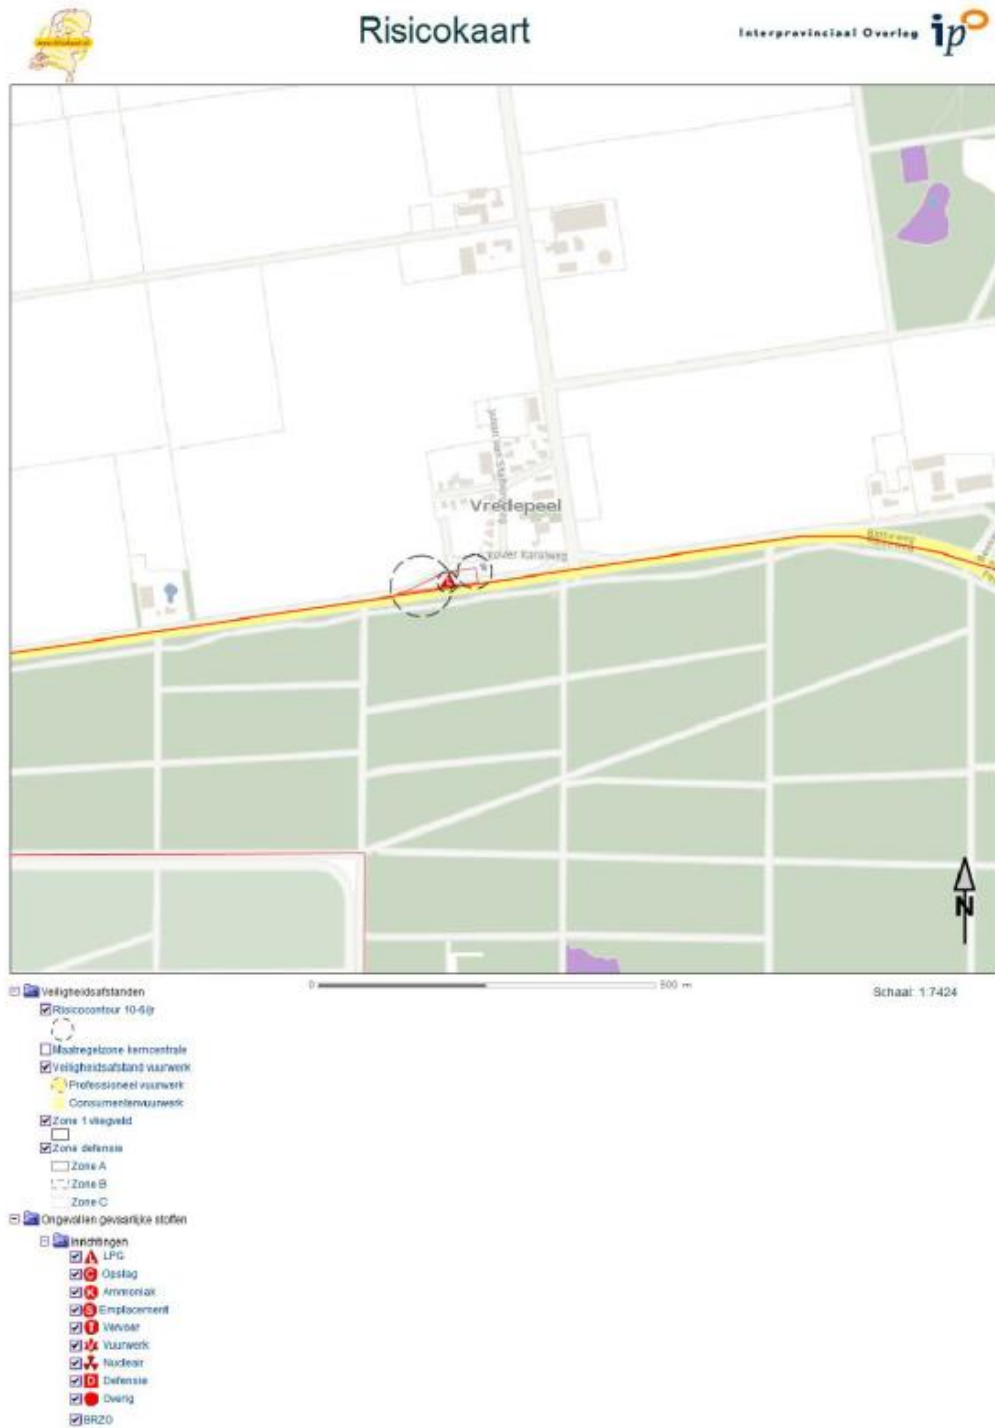 Risicokaart
Interprovinciaal Overleg ipo
Vredepeel
N
0 500 m
Schaal: 1:7424
Veiligheidsafstanden
Risicocontour 10-6/jr
Maatregelzone kerncentrale
Veiligheidsafstand vuurwerk
Professioneel vuurwerk
Consumentenvuurwerk
Zone 1 vliegveld
Zone defensie
Zone A
Zone B
Zone C
Ongevallen gevaarlijke stoffen
Inrichtingen
LPG
C Opslag
K Ammoniak
S Emplacement
T Vervoer
Vuurwerk
Nucleair
D Defensie
Overig
BRZO